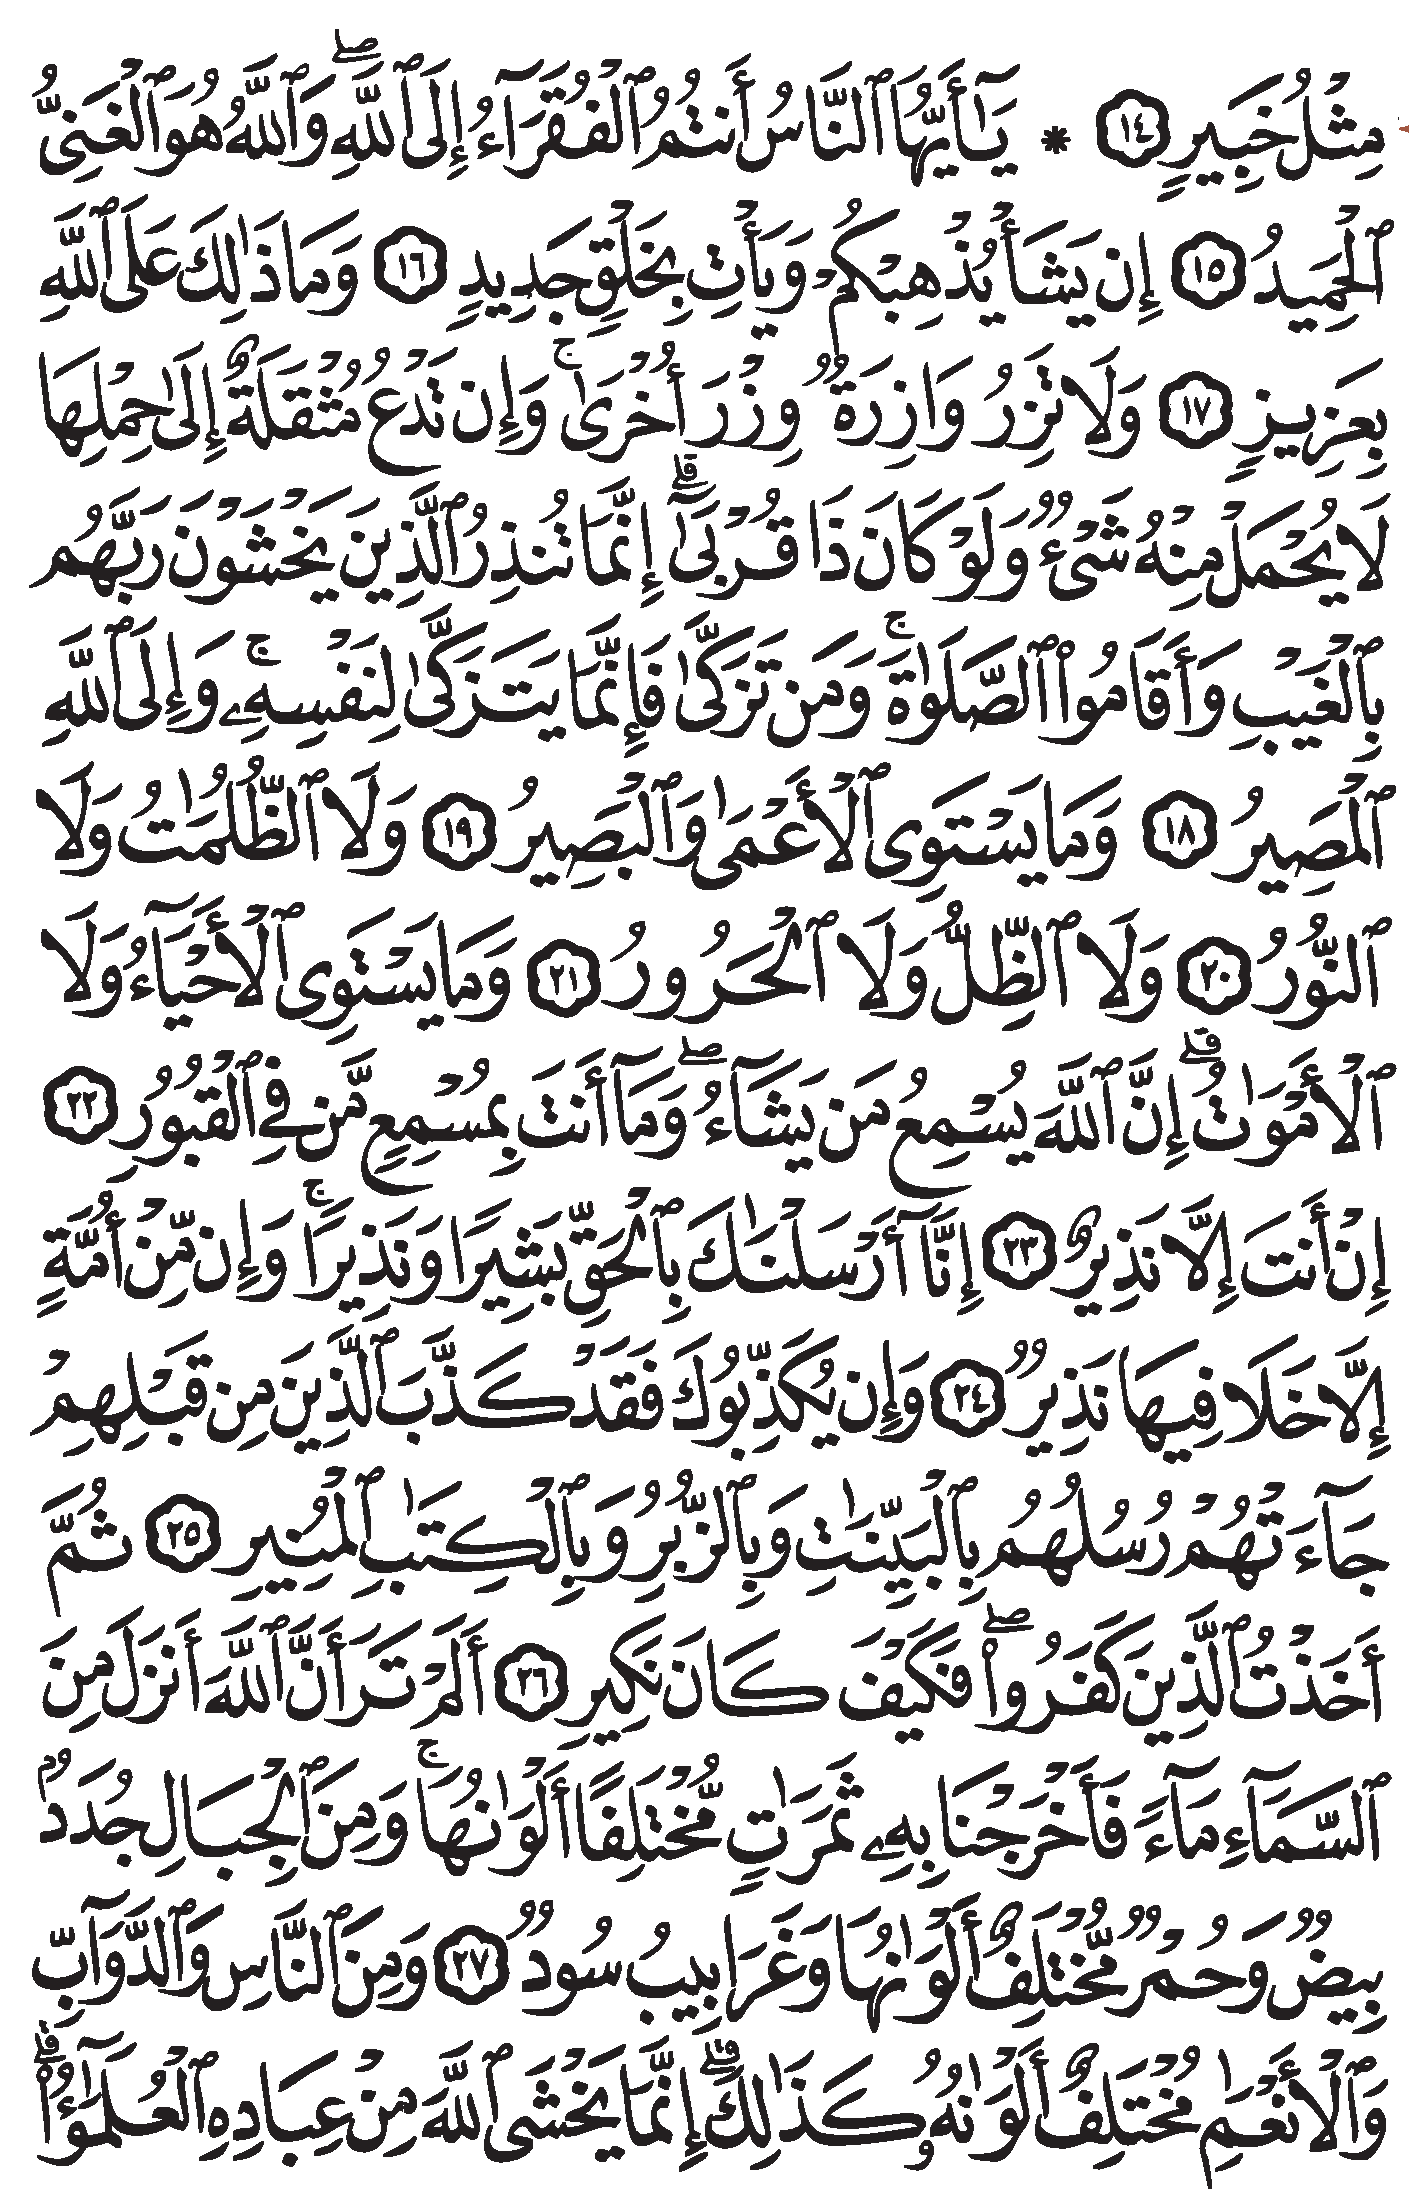 مِثْلُ خَبِيرٍ ١٤ * يَٰٓأَيُّهَا ٱلنَّاسُ أَنتُمُ ٱلْفُقَرَآءُ إِلَى ٱللَّهِۖ وَٱللَّهُ هُوَ ٱلْغَنِىُّ
ٱلْحَمِيدُ ١٥ إِن يَشَأْ يُذْهِبْكُمْ وَيَأْتِ بِخَلْقٍ جَدِيدٍ ١٦ وَمَا ذَٰلِكَ عَلَى ٱللَّهِ
بِعَزِيزٍ ١٧ وَلَا تَزِرُ وَازِرَةٌ وِزْرَ أُخْرَىٰۚ وَإِن تَدْعُ مُثْقَلَةٌ إِلَىٰ حِمْلِهَا
لَا يُحْمَلْ مِنْهُ شَىْءٌ وَلَوْ كَانَ ذَا قُرْبَىٰٓۗ إِنَّمَا تُنذِرُ ٱلَّذِينَ يَخْشَوْنَ رَبَّهُم
بِٱلْغَيْبِ وَأَقَامُوا۟ ٱلصَّلَوٰةَۚ وَمَن تَزَكَّىٰ فَإِنَّمَا يَتَزَكَّىٰ لِنَفْسِهِۦۚ وَإِلَى ٱللَّهِ
ٱلْمَصِيرُ ١٨ وَمَا يَسْتَوِى ٱلْأَعْمَىٰ وَٱلْبَصِيرُ ١٩ وَلَا ٱلظُّلُمَٰتُ وَلَا
ٱلنُّورُ ٢٠ وَلَا ٱلظِّلُّ وَلَا ٱلْحَرُورُ ٢١ وَمَا يَسْتَوِى ٱلْأَحْيَآءُ وَلَا
ٱلْأَمْوَٰتُۗ إِنَّ ٱللَّهَ يُسْمِعُ مَن يَشَآءُۖ وَمَآ أَنتَ بِمُسْمِعٍ مَّن فِى ٱلْقُبُورِ ٢٢
إِنْ أَنتَ إِلَّا نَذِيرٌ ٢٣ إِنَّآ أَرْسَلْنَٰكَ بِٱلْحَقِّ بَشِيرًا وَنَذِيرًاۚ وَإِن مِّنْ أُمَّةٍ
إِلَّا خَلَا فِيهَا نَذِيرٌ ٢٤ وَإِن يُكَذِّبُوكَ فَقَدْ كَذَّبَ ٱلَّذِينَ مِن قَبْلِهِمْ
جَآءَتْهُمْ رُسُلُهُم بِٱلْبَيِّنَٰتِ وَبِٱلزُّبُرِ وَبِٱلْكِتَٰبِ ٱلْمُنِيرِ ٢٥ ثُمَّ
أَخَذْتُ ٱلَّذِينَ كَفَرُوا۟ۖ فَكَيْفَ كَانَ نَكِيرِ ٢٦ أَلَمْ تَرَ أَنَّ ٱللَّهَ أَنزَلَ مِنَ
ٱلسَّمَآءِ مَآءً فَأَخْرَجْنَا بِهِۦ ثَمَرَٰتٍ مُّخْتَلِفًا أَلْوَٰنُهَاۚ وَمِنَ ٱلْجِبَالِ جُدَدٌۢ
بِيضٌ وَحُمْرٌ مُّخْتَلِفٌ أَلْوَٰنُهَا وَغَرَابِيبُ سُودٌ ٢٧ وَمِنَ ٱلنَّاسِ وَٱلدَّوَآبِّ
وَٱلْأَنْعَٰمِ مُخْتَلِفٌ أَلْوَٰنُهُۥ كَذَٰلِكَۗ إِنَّمَا يَخْشَى ٱللَّهَ مِنْ عِبَادِهِ ٱلْعُلَمَٰٓؤُا۟ۗ